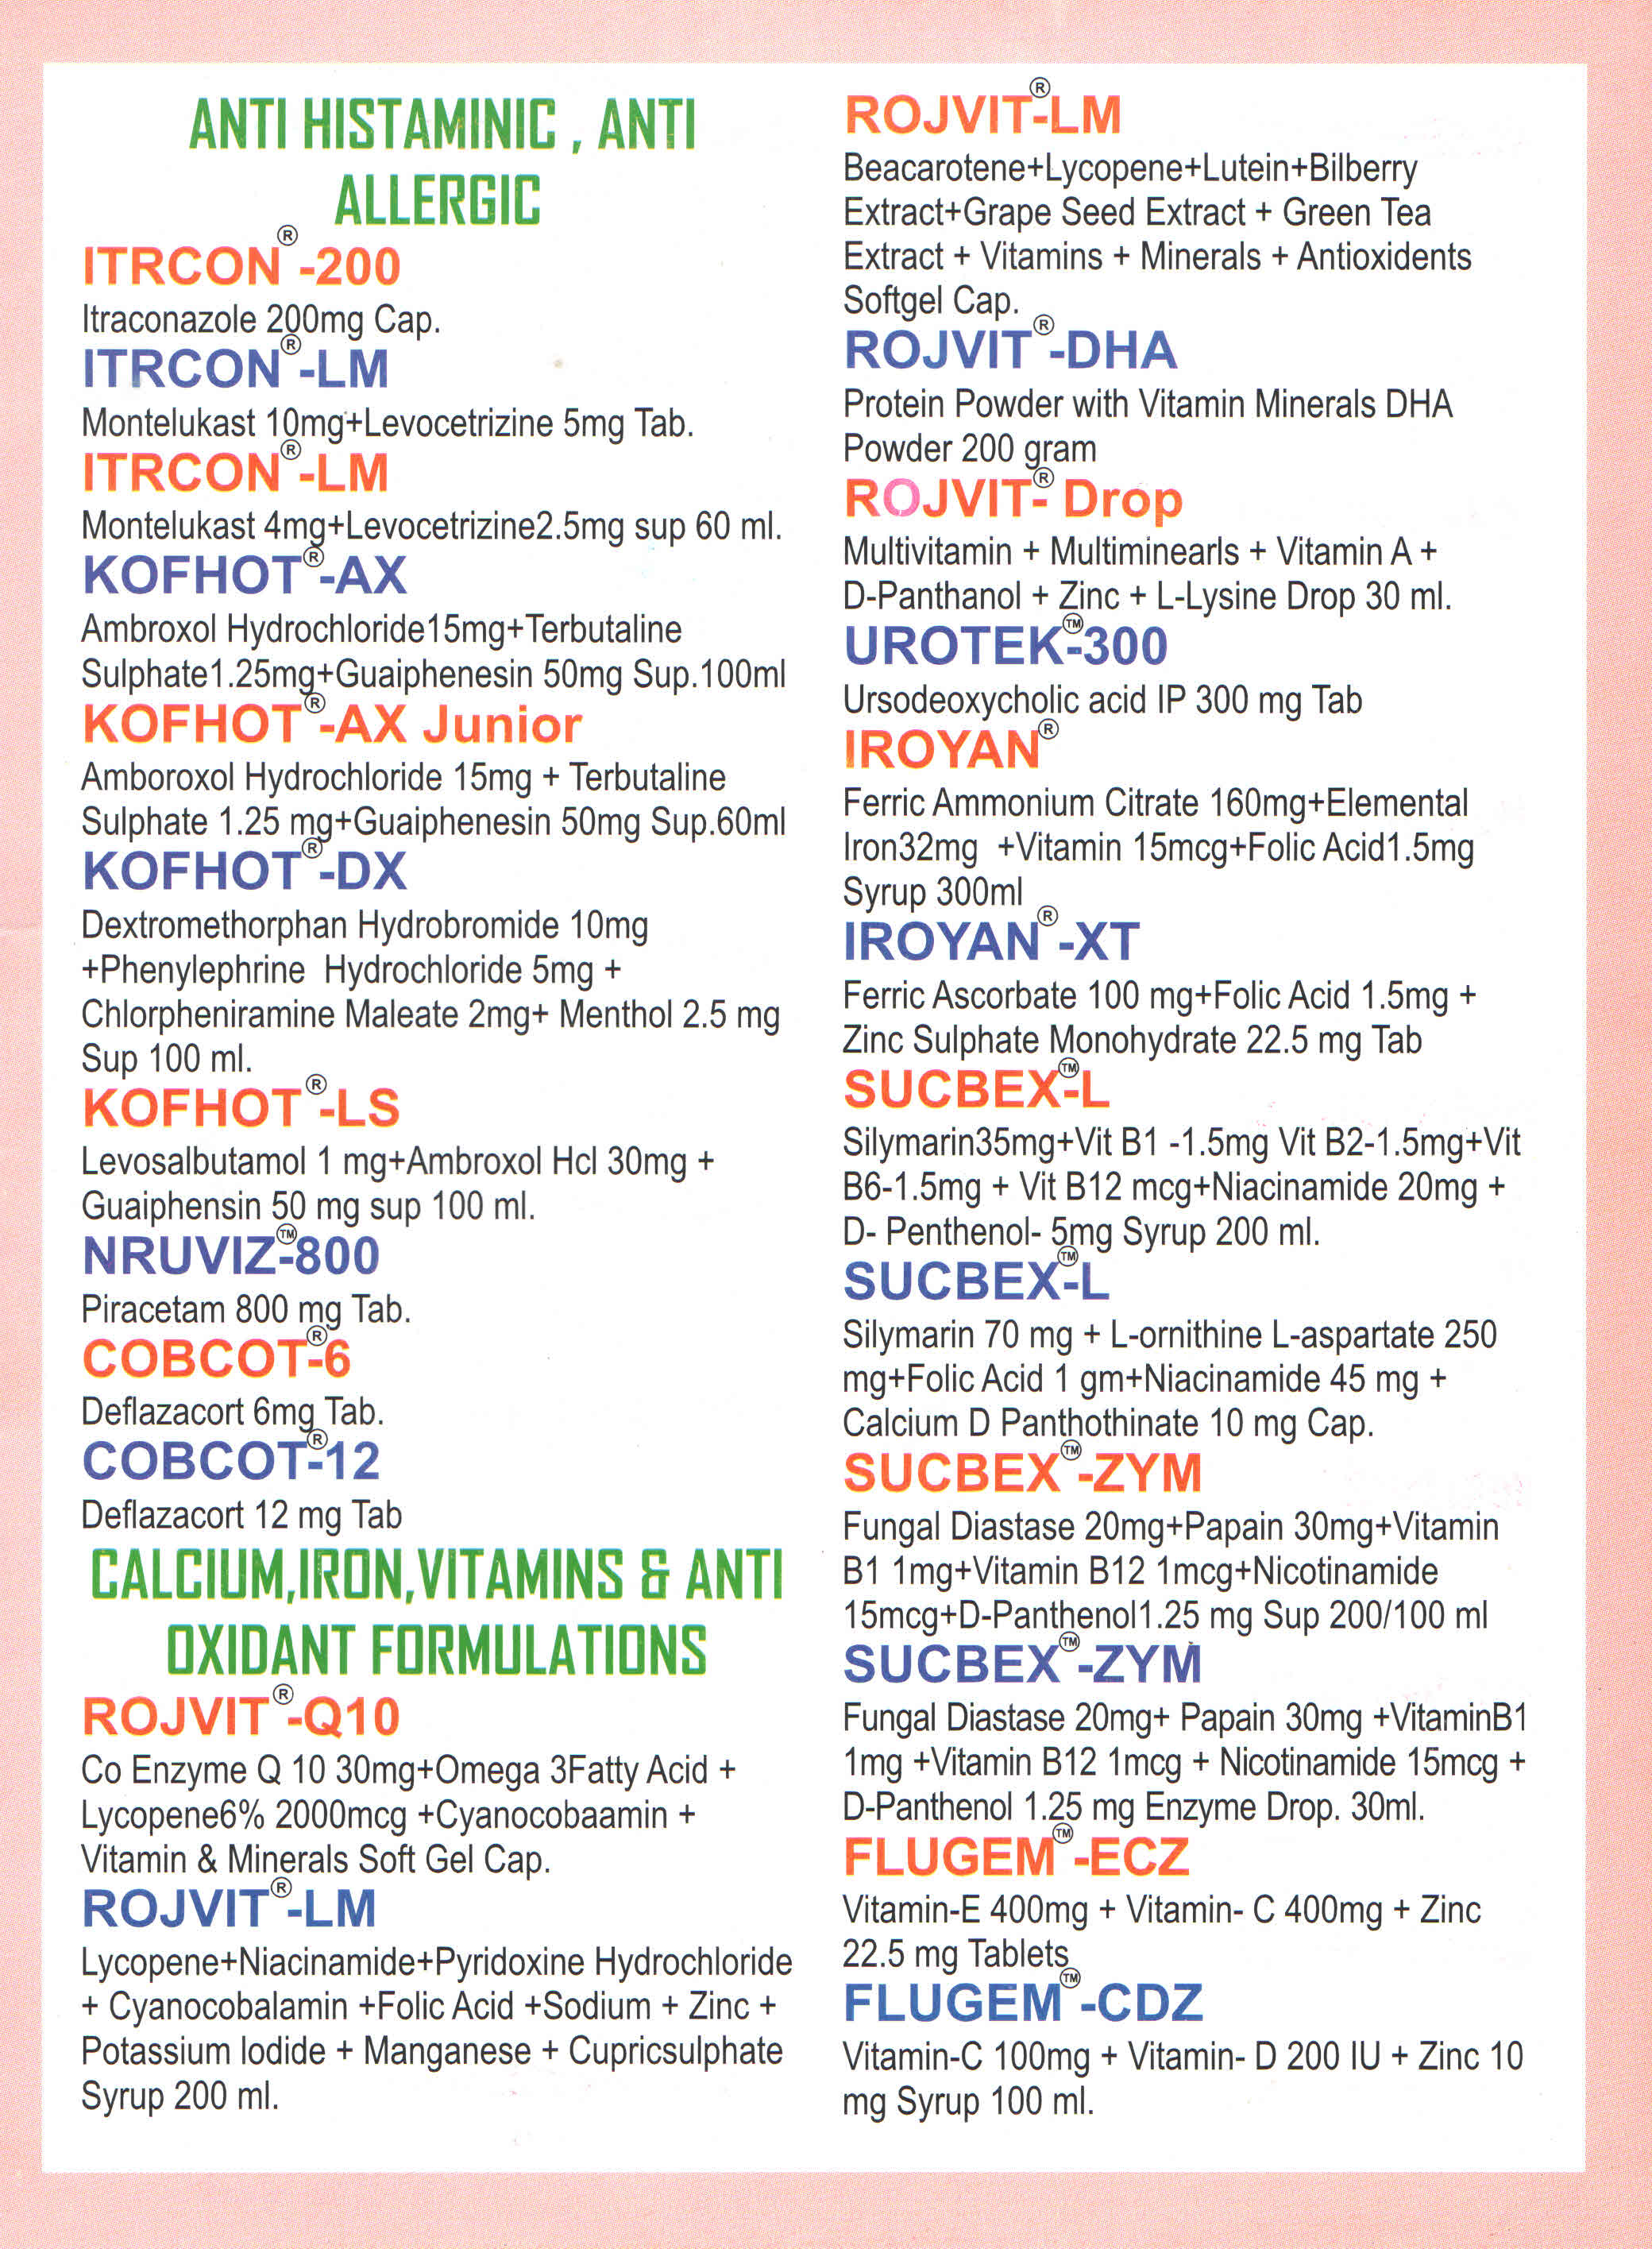 ANTI HISTAMINIC , ANTI
ALLERGIC
ITRCON®-200
Itraconazole 200mg Cap.
ITRCON®-LM
Montelukast 10mg+Levocetrizine 5mg Tab.
ITRCON®-LM
Montelukast 4mg+Levocetrizine2.5mg sup 60 ml.
KOFHOT®-AX
Ambroxol Hydrochloride15mg+Terbutaline
Sulphate1.25mg+Guaiphenesin 50mg Sup.100ml
KOFHOT®-AX Junior
Amboroxol Hydrochloride 15mg + Terbutaline
Sulphate 1.25 mg+Guaiphenesin 50mg Sup.60ml
KOFHOT®-DX
Dextromethorphan Hydrobromide 10mg
+Phenylephrine Hydrochloride 5mg +
Chlorpheniramine Maleate 2mg+ Menthol 2.5 mg
Sup 100 ml.
KOFHOT®-LS
Levosalbutamol 1 mg+Ambroxol Hcl 30mg +
Guaiphensin 50 mg sup 100 ml.
NRUVIZ™-800
Piracetam 800 mg Tab.
COBCOT®-6
Deflazacort 6mg Tab.
COBCOT®-12
Deflazacort 12 mg Tab
CALCIUM,IRON,VITAMINS & ANTI
OXIDANT FORMULATIONS
ROJVIT®-Q10
Co Enzyme Q 10 30mg+Omega 3Fatty Acid +
Lycopene6% 2000mcg +Cyanocobaamin +
Vitamin & Minerals Soft Gel Cap.
ROJVIT®-LM
Lycopene+Niacinamide+Pyridoxine Hydrochloride
+ Cyanocobalamin +Folic Acid +Sodium + Zinc +
Potassium Iodide + Manganese + Cupricsulphate
Syrup 200 ml.
ROJVIT®-LM
Beacarotene+Lycopene+Lutein+Bilberry
Extract+Grape Seed Extract + Green Tea
Extract + Vitamins + Minerals + Antioxidents
Softgel Cap.
ROJVIT®-DHA
Protein Powder with Vitamin Minerals DHA
Powder 200 gram
ROJVIT-® Drop
Multivitamin + Multiminearls + Vitamin A +
D-Panthanol + Zinc + L-Lysine Drop 30 ml.
UROTEK™-300
Ursodeoxycholic acid IP 300 mg Tab
IROYAN®
Ferric Ammonium Citrate 160mg+Elemental
Iron32mg +Vitamin 15mcg+Folic Acid1.5mg
Syrup 300ml
IROYAN®-XT
Ferric Ascorbate 100 mg+Folic Acid 1.5mg +
Zinc Sulphate Monohydrate 22.5 mg Tab
SUCBEX™-L
Silymarin35mg+Vit B1 -1.5mg Vit B2-1.5mg+Vit
B6-1.5mg + Vit B12 mcg+Niacinamide 20mg +
D- Penthenol- 5mg Syrup 200 ml.
SUCBEX™-L
Silymarin 70 mg + L-ornithine L-aspartate 250
mg+Folic Acid 1 gm+Niacinamide 45 mg +
Calcium D Panthothinate 10 mg Cap.
SUCBEX™-ZYM
Fungal Diastase 20mg+Papain 30mg+Vitamin
B1 1mg+Vitamin B12 1mcg+Nicotinamide
15mcg+D-Panthenol1.25 mg Sup 200/100 ml
SUCBEX™-ZYM
Fungal Diastase 20mg+ Papain 30mg +VitaminB1
1mg +Vitamin B12 1mcg + Nicotinamide 15mcg +
D-Panthenol 1.25 mg Enzyme Drop. 30ml.
FLUGEM™-ECZ
Vitamin-E 400mg + Vitamin- C 400mg + Zinc
22.5 mg Tablets
FLUGEM™-CDZ
Vitamin-C 100mg + Vitamin- D 200 IU + Zinc 10
mg Syrup 100 ml.